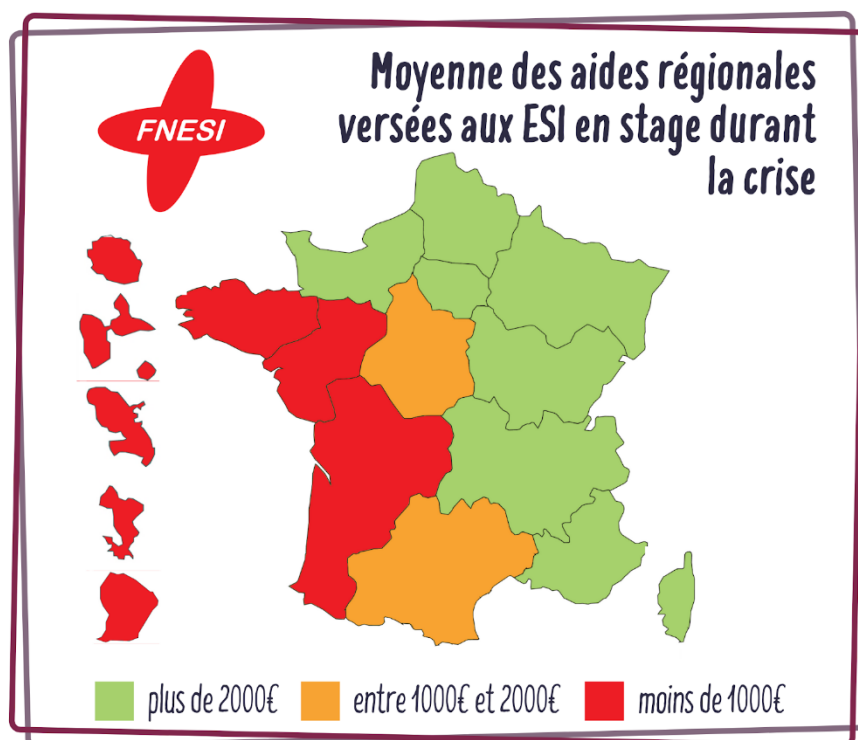 FNESI
Moyenne des aides régionales
versées aux ESI en stage durant
la crise
plus de 2000€
entre 1000€ et 2000€
moins de 1000€